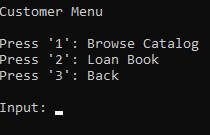 Customer Menu
Press '1': Browse Catalog
Press '2': Loan Book
Press '3': Back
Input: